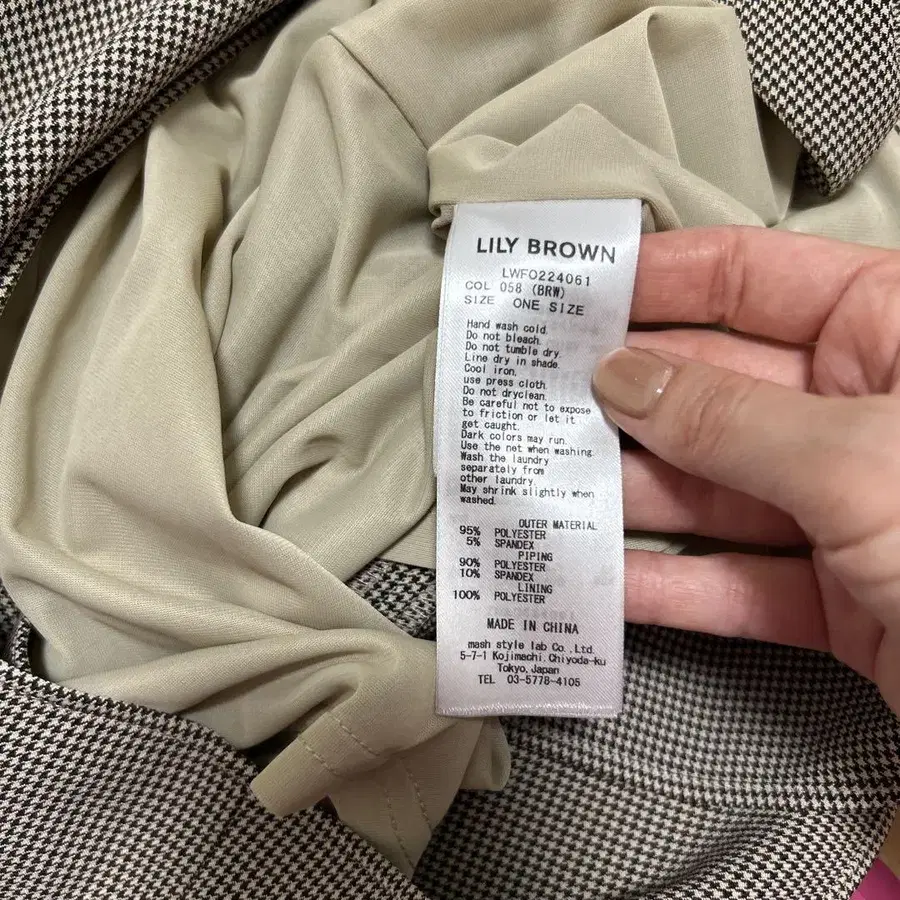 LILY BROWN
LWFO224061
COL 058 (BRW)
SIZE ONE SIZE
Hand wash cold.
Do not bleach.
Do not tumble dry.
Line dry in shade.
Cool iron,
use press cloth.
Do not dryclean.
Be careful not to expose
to friction or let it
get caught.
Dark colors may run.
Use the net when washing.
Wash the laundry
separately from
other laundry.
May shrink slightly when
washed.
OUTER MATERIAL
95% POLYESTER
5% SPANDEX
PIPING
90% POLYESTER
10% SPANDEX
LINING
100% POLYESTER
MADE IN CHINA
mash style lab Co., Ltd.
5-7-1 Kojimachi, Chiyoda-ku
Tokyo, Japan
TEL 03-5778-4105